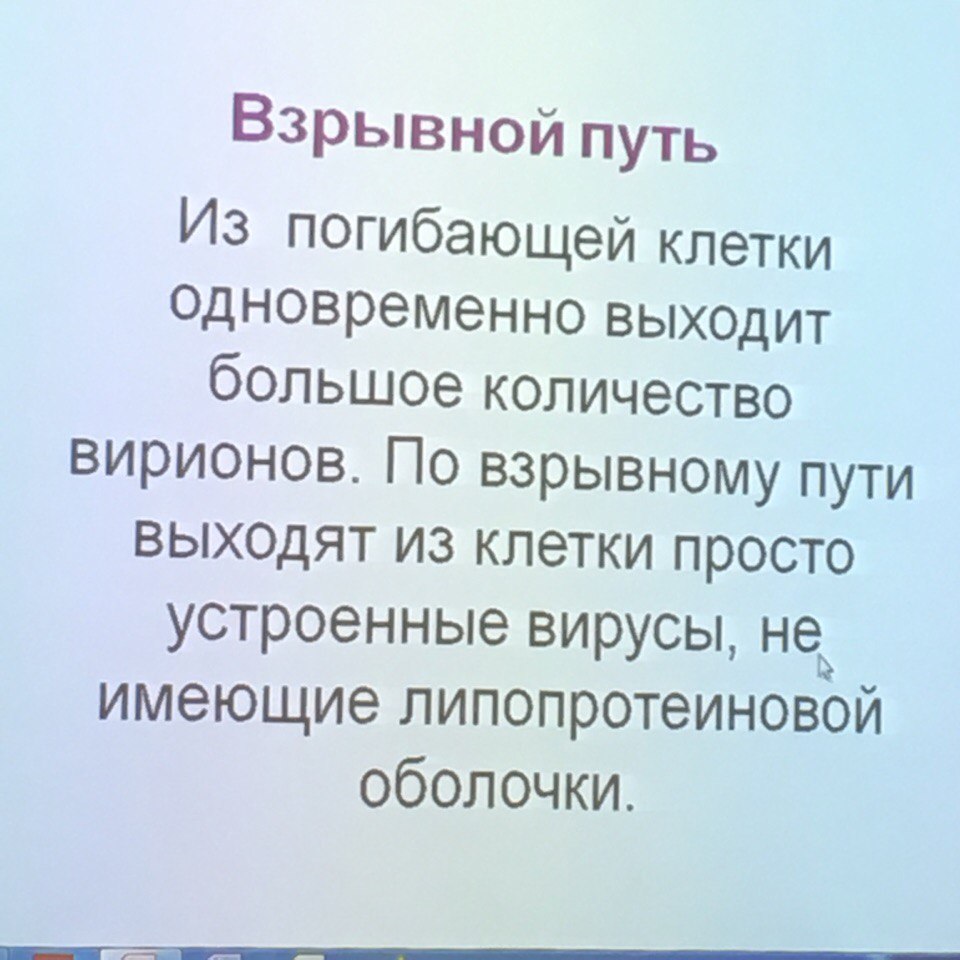 Взрывной путь
Из погибающей клетки
одновременно выходит
большое количество
вирионов. По взрывному пути
выходят из клетки просто
устроенные вирусы, не
имеющие липопротеиновой
оболочки.